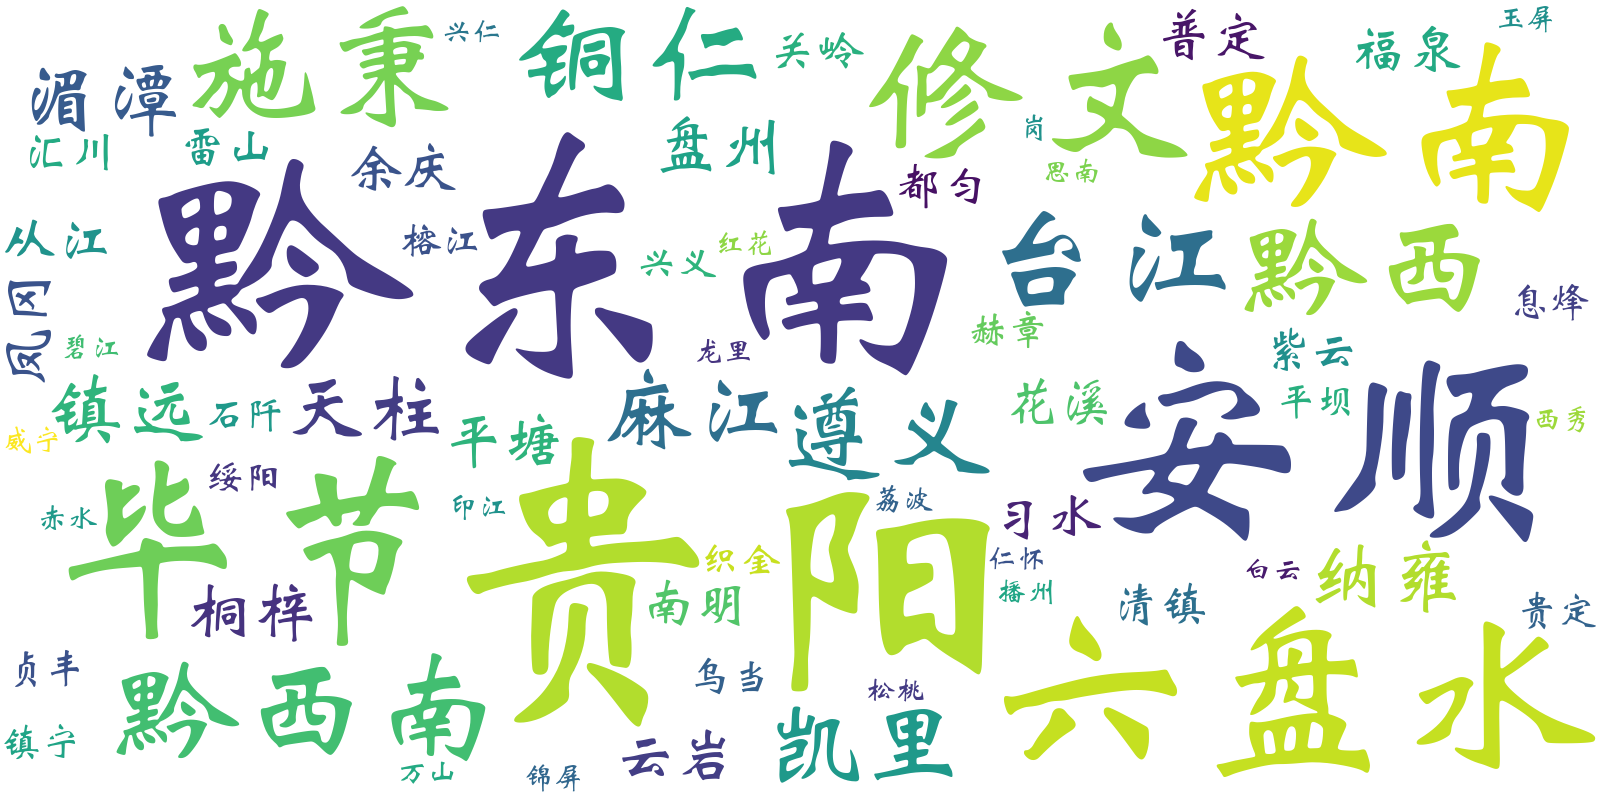 湄潭
施秉
兴仁
铜仁
关岭
修文
普定
福泉
玉屏
汇川
雷山
余庆
盘州
岗
思南
黔南
从江
黔东南
榕江
兴义
红花
都匀
台江
黔西
息烽
凤冈
碧江
龙里
赫章
紫云
镇远
石阡
天柱
平塘
麻江
遵义
花溪
安顺
平坝
西秀
威宁
绥阳
赤水
毕节
印江
贵阳
荔波
习水
织金
仁怀
播州
白云
纳雍
桐梓
南明
清镇
贵定
贞丰
黔西南
乌当
松桃
六盘水
镇宁
万山
锦屏
云岩
凯里